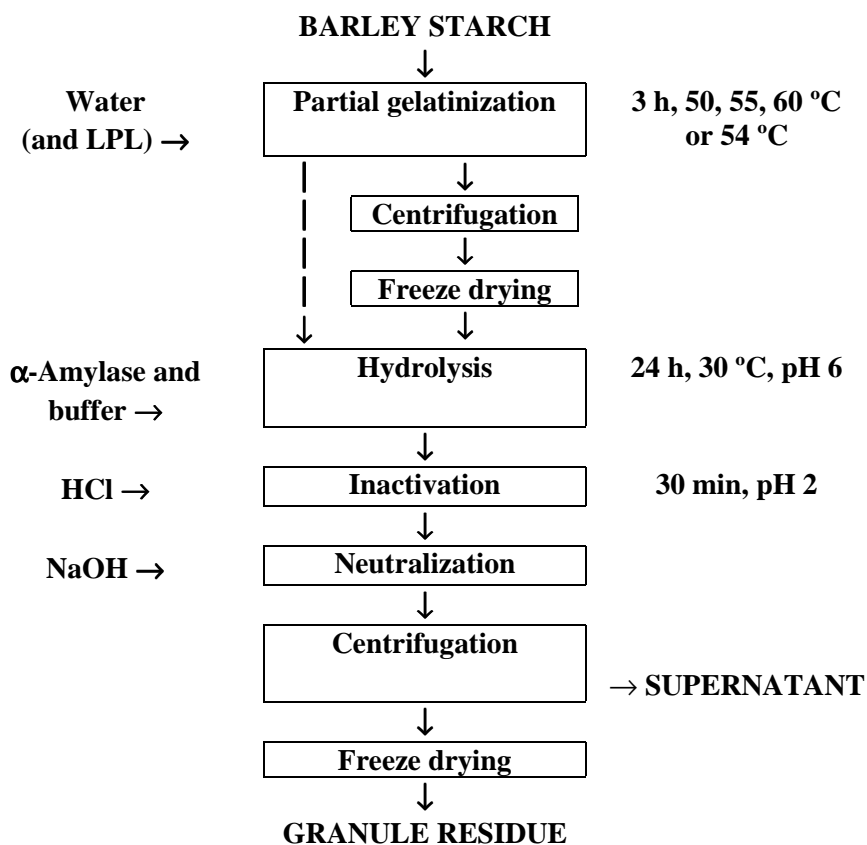 BARLEY STARCH
↓
Water
(and LPL) →
Partial gelatinization
3 h, 50, 55, 60 ºC
or 54 ºC
↓
Centrifugation
↓
Freeze drying
↓ ↓
α-Amylase and
buffer →
Hydrolysis
24 h, 30 ºC, pH 6
↓
HCl →
Inactivation
30 min, pH 2
↓
NaOH →
Neutralization
↓
Centrifugation
→ SUPERNATANT
↓
Freeze drying
↓
GRANULE RESIDUE